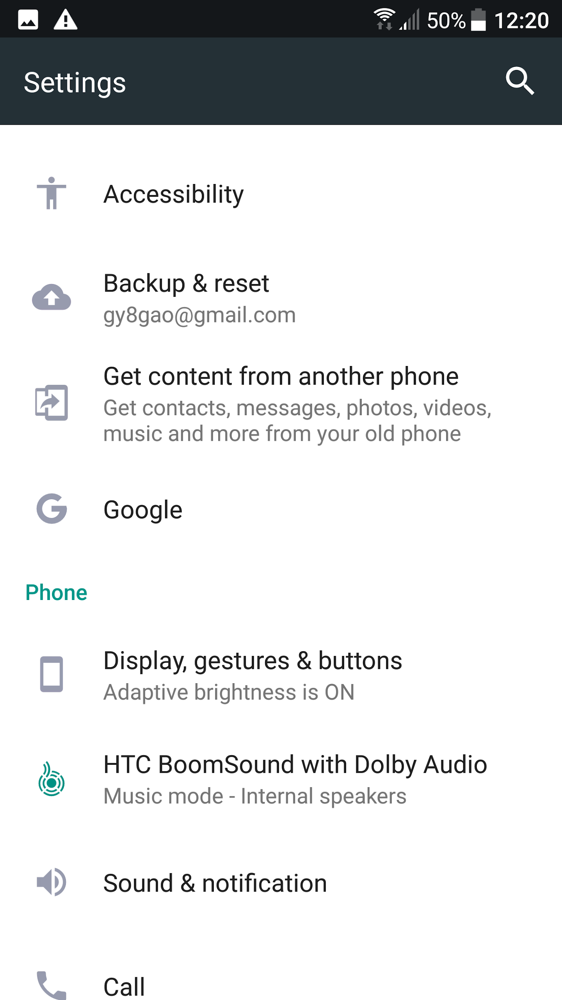 50% 12:20
Settings
Accessibility
Backup & reset
gy8gao@gmail.com
Get content from another phone
Get contacts, messages, photos, videos,
music and more from your old phone
Google
Phone
Display, gestures & buttons
Adaptive brightness is ON
HTC BoomSound with Dolby Audio
Music mode - Internal speakers
Sound & notification
Call